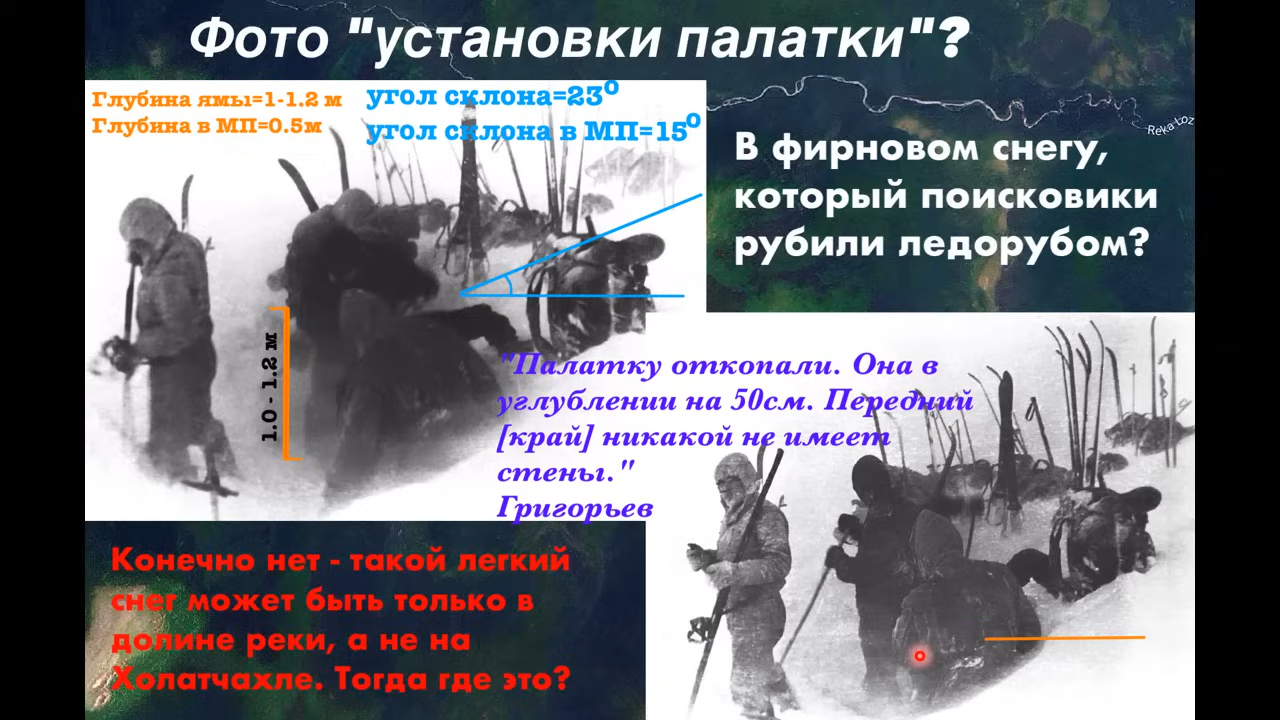 Фото "установки палатки"?
Глубина ямы=1-1.2 м
Глубина в МП=0.5м
угол склона=23⁰
угол склона в МП=15⁰
Reka Loz
В фирновом снегу,
который поисковики
рубили ледорубом?
1.0 - 1.2 м
"Палатку откопали. Она в
углублении на 50см. Передний
[край] никакой не имеет
стены."
Григорьев
Конечно нет - такой легкий
снег может быть только в
долине реки, а не на
Холатчахле. Тогда где это?